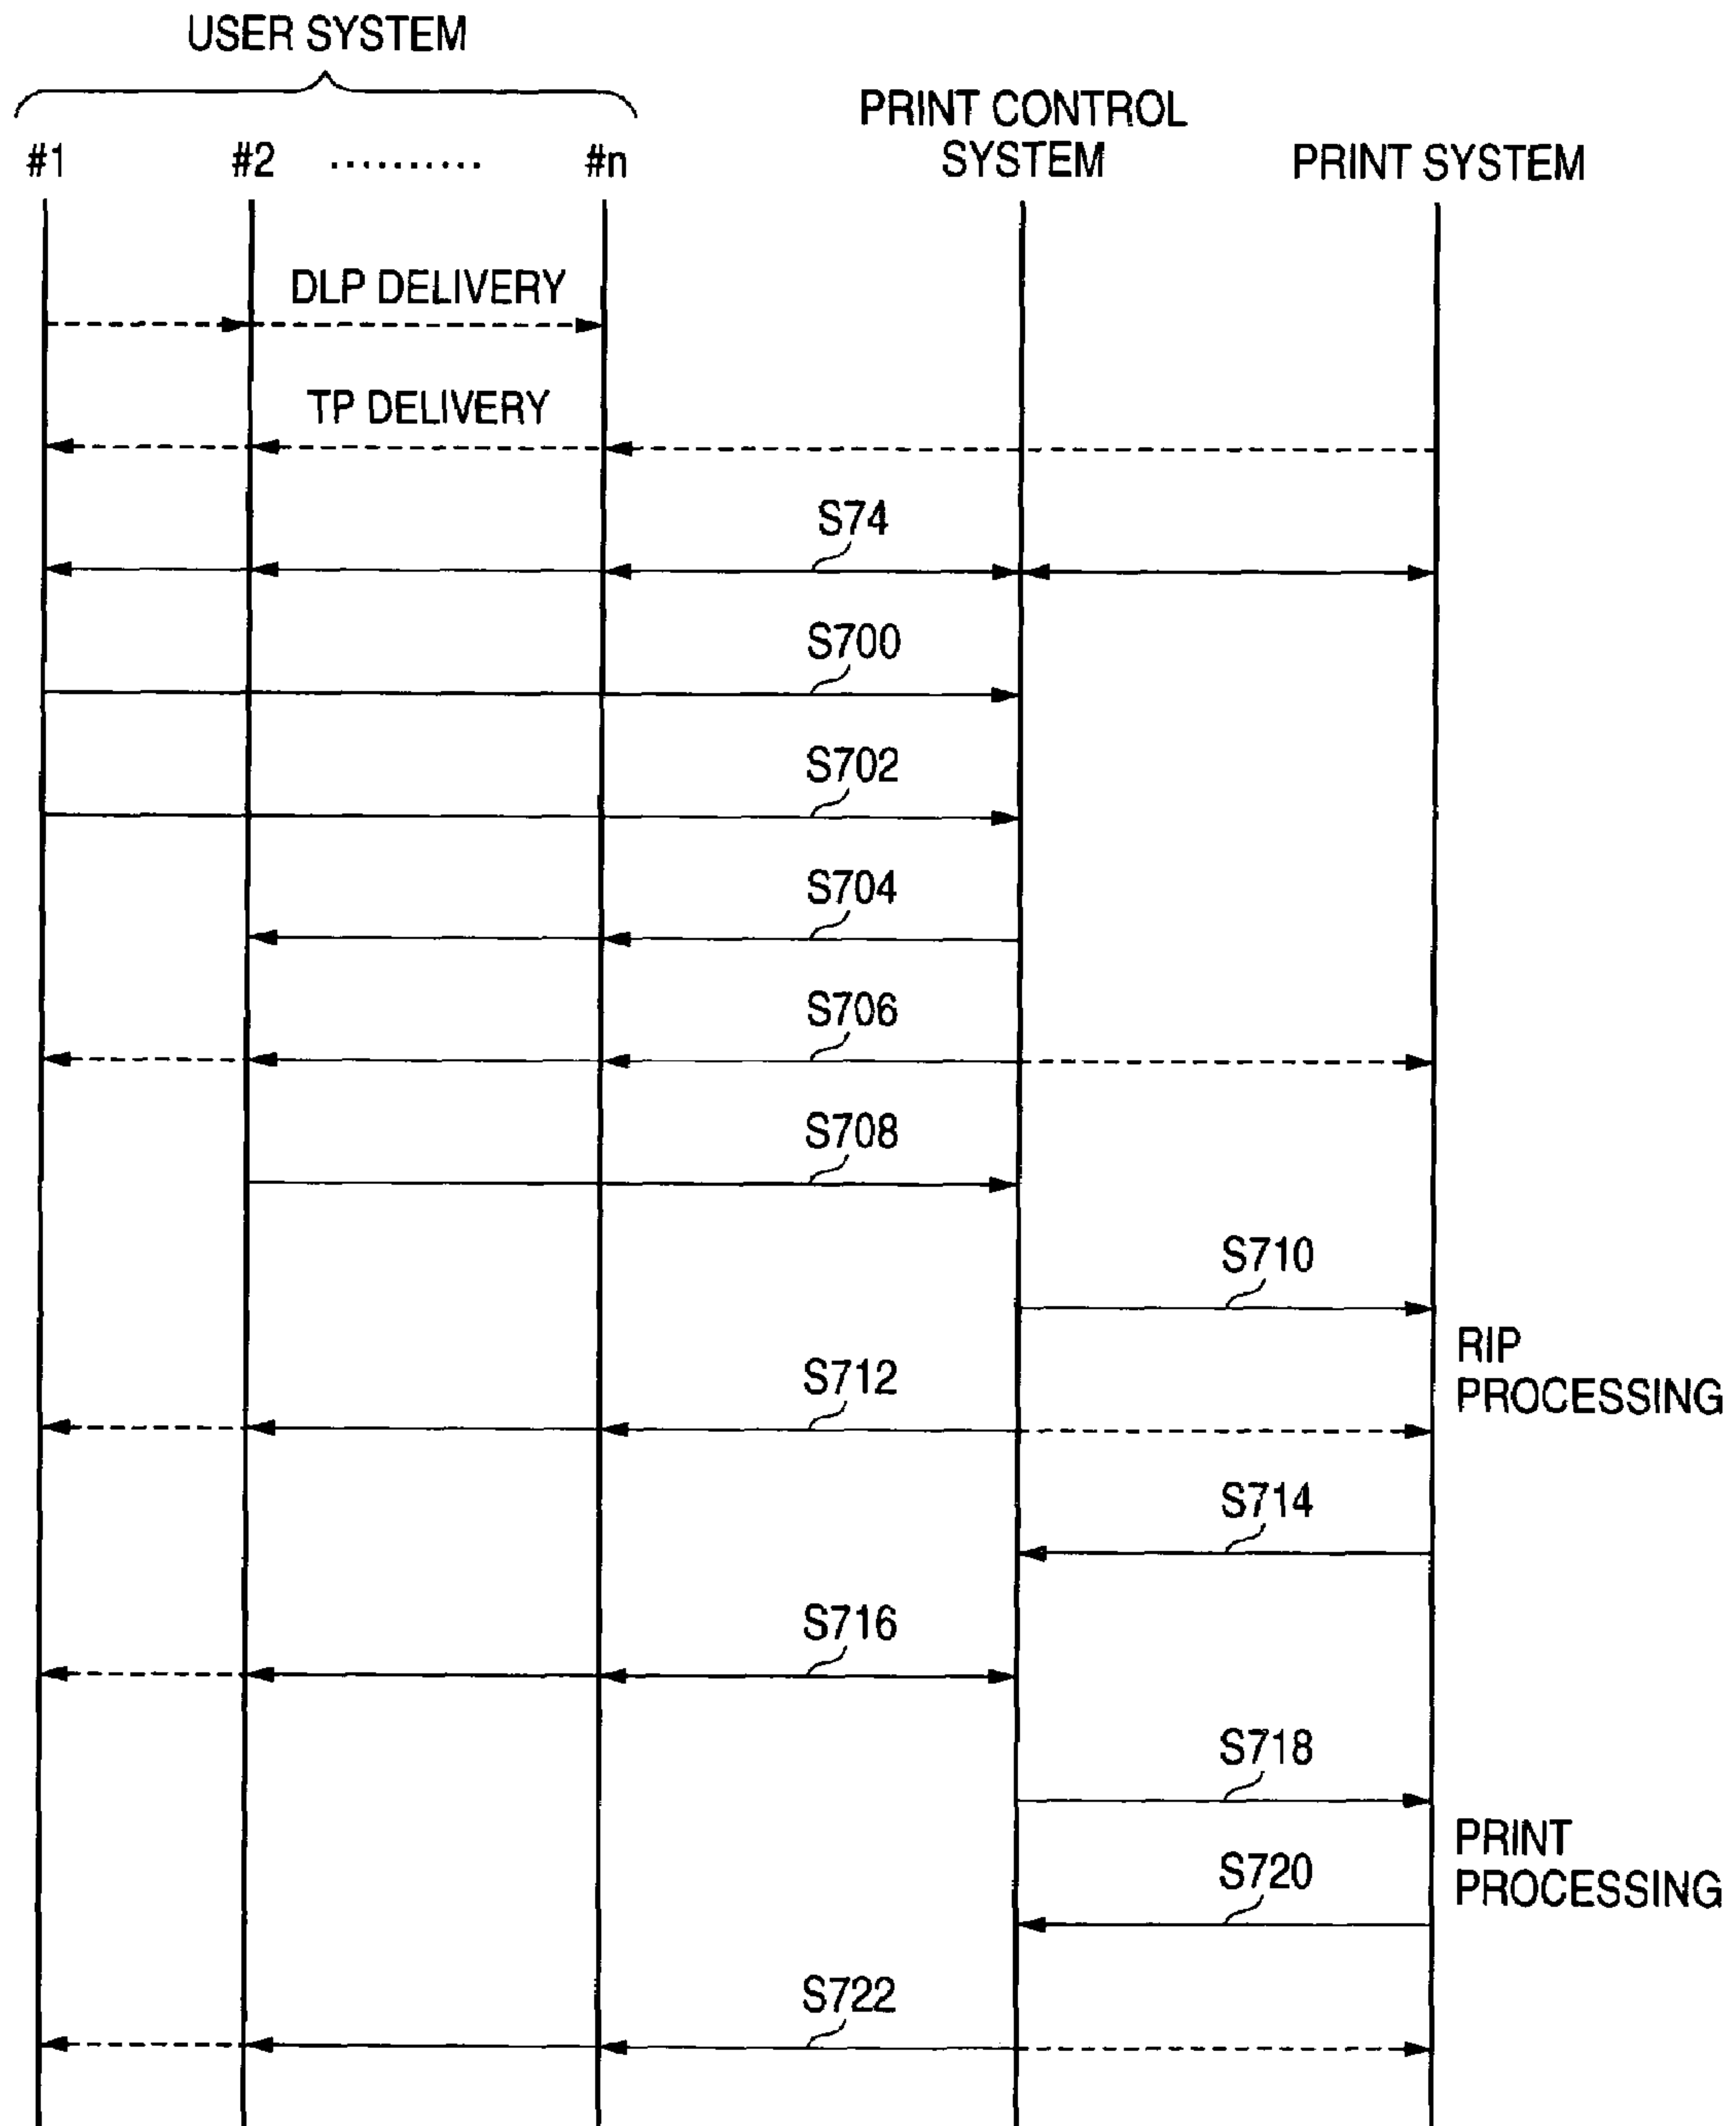 USER SYSTEM
PRINT CONTROL
SYSTEM
PRINT SYSTEM
#1
#2
..........
#n
DLP DELIVERY
TP DELIVERY
S74
S700
S702
S704
S706
S708
S710
RIP
PROCESSING
S712
S714
S716
S718
PRINT
PROCESSING
S720
S722